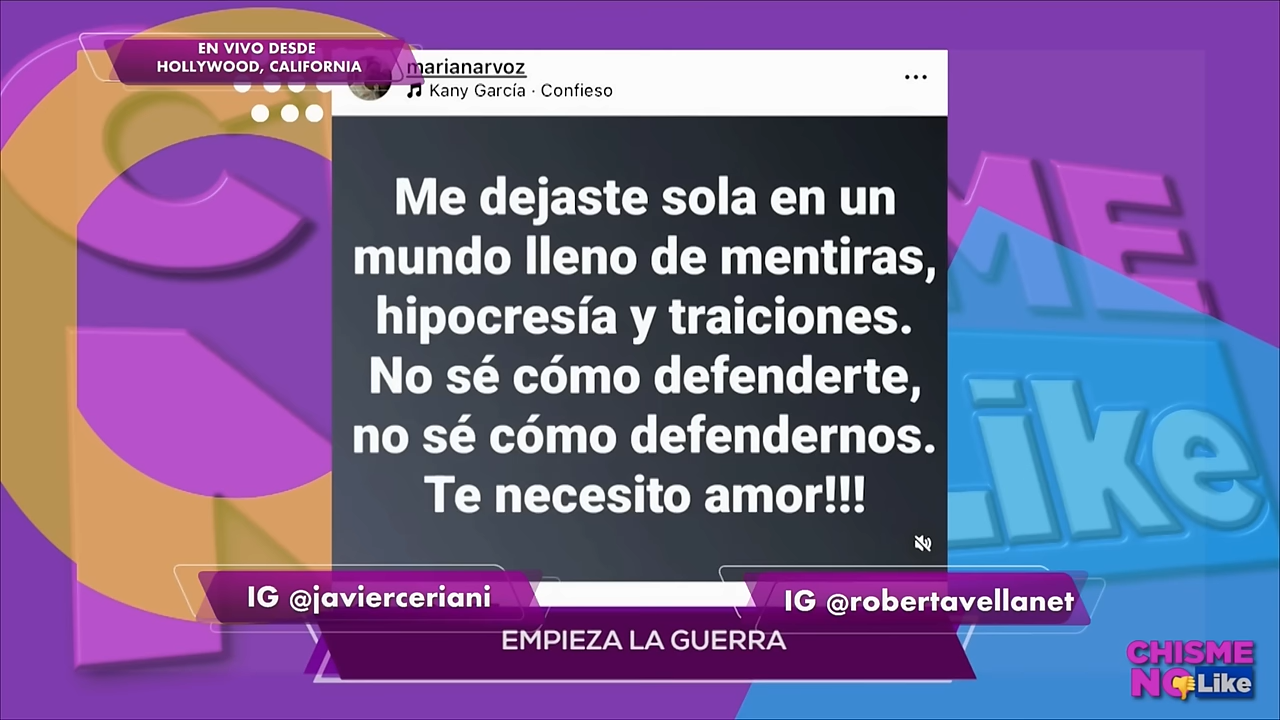 EN VIVO DESDE
HOLLYWOOD, CALIFORNIA
marianarvoz
Kany García · Confieso
Me dejaste sola en un
mundo lleno de mentiras,
hipocresía y traiciones.
No sé cómo defenderte,
no sé cómo defendernos.
Te necesito amor!!!
IG @javierceriani
IG @robertavellanet
EMPIEZA LA GUERRA
CHISME
NO Like
ME
Like